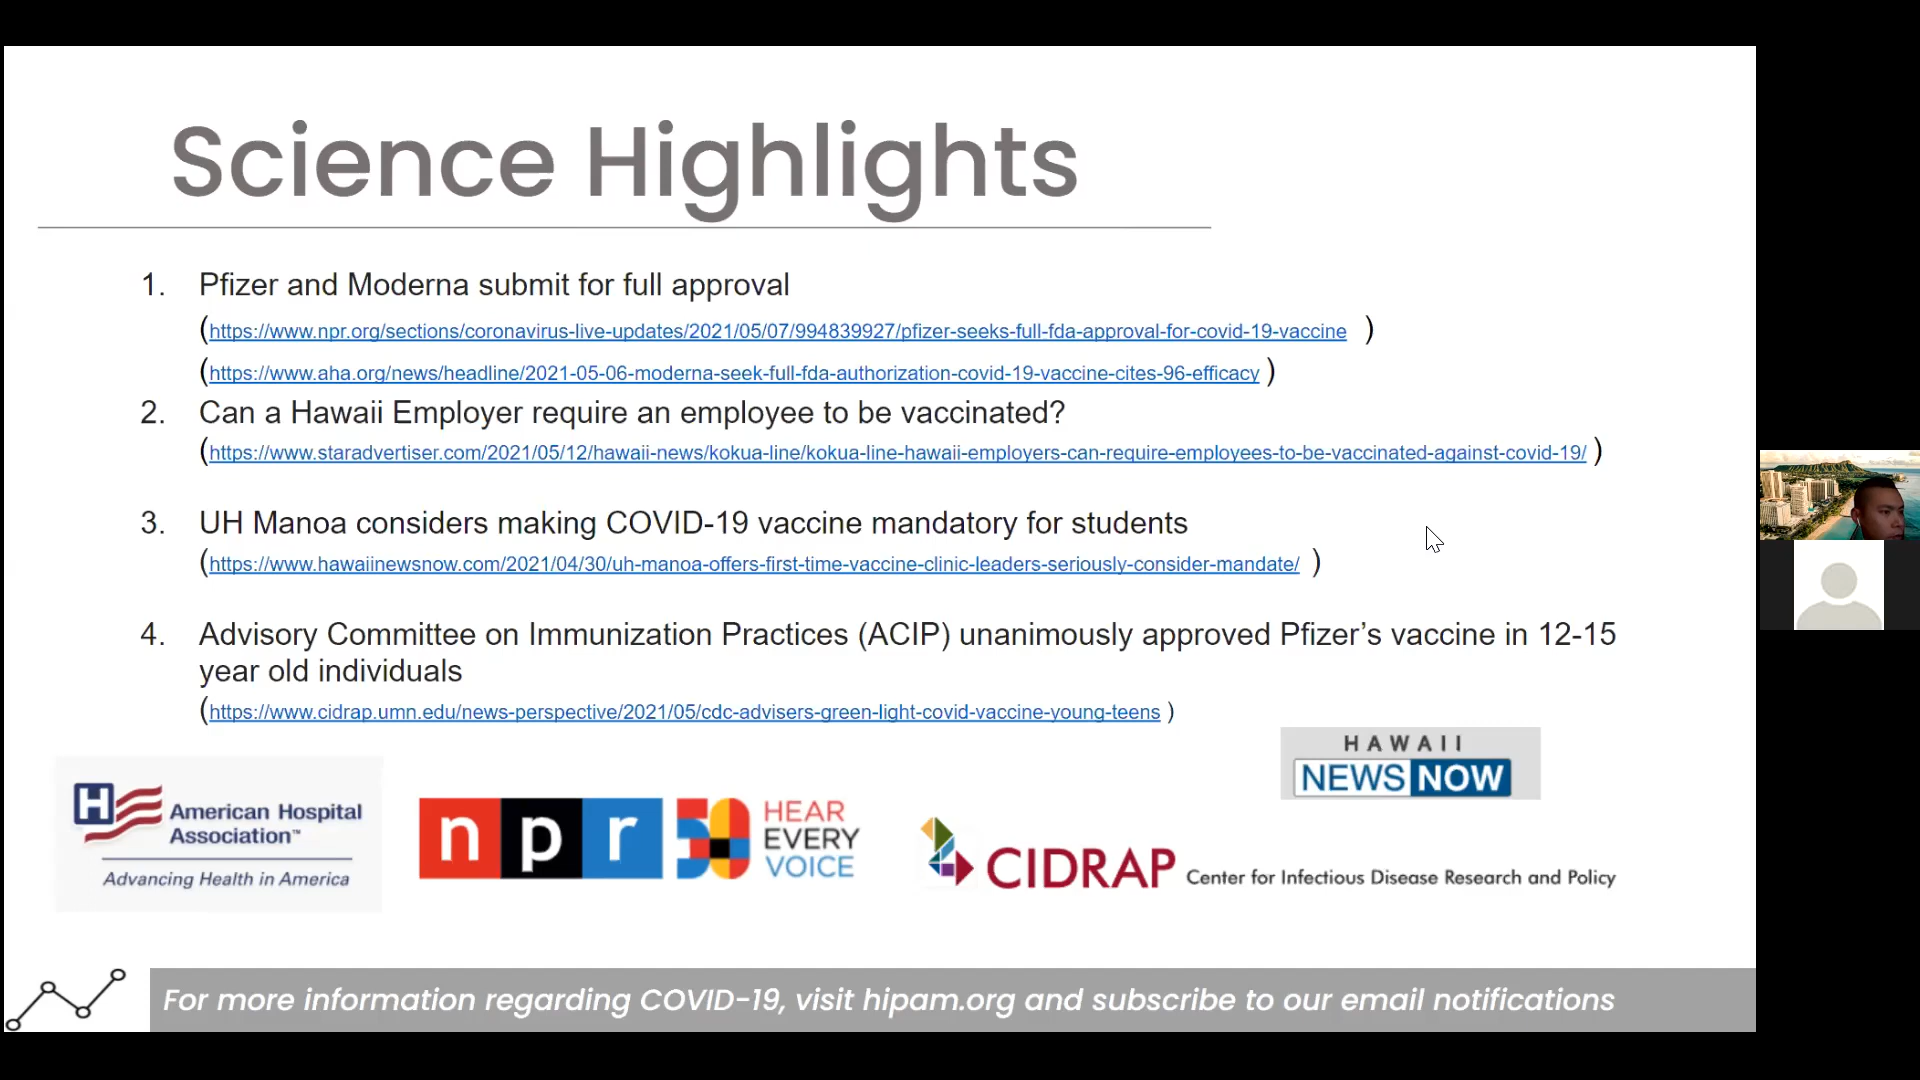 Science Highlights
1. Pfizer and Moderna submit for full approval
(https://www.npr.org/sections/coronavirus-live-updates/2021/05/07/994839927/pfizer-seeks-full-fda-approval-for-covid-19-vaccine )
(https://www.aha.org/news/headline/2021-05-06-moderna-seek-full-fda-authorization-covid-19-vaccine-cites-96-efficacy )
2. Can a Hawaii Employer require an employee to be vaccinated?
(https://www.staradvertiser.com/2021/05/12/hawaii-news/kokua-line/kokua-line-hawaii-employers-can-require-employees-to-be-vaccinated-against-covid-19/ )
3. UH Manoa considers making COVID-19 vaccine mandatory for students
(https://www.hawaiinewsnow.com/2021/04/30/uh-manoa-offers-first-time-vaccine-clinic-leaders-seriously-consider-mandate/ )
4. Advisory Committee on Immunization Practices (ACIP) unanimously approved Pfizer's vaccine in 12-15
year old individuals
(https://www.cidrap.umn.edu/news-perspective/2021/05/cdc-advisers-green-light-covid-vaccine-young-teens )
HAWAII
NEWS NOW
H American Hospital
Association™
Advancing Health in America
npr 50 HEAR
EVERY
VOICE
CIDRAP Center for Infectious Disease Research and Policy
For more information regarding COVID-19, visit hipam.org and subscribe to our email notifications